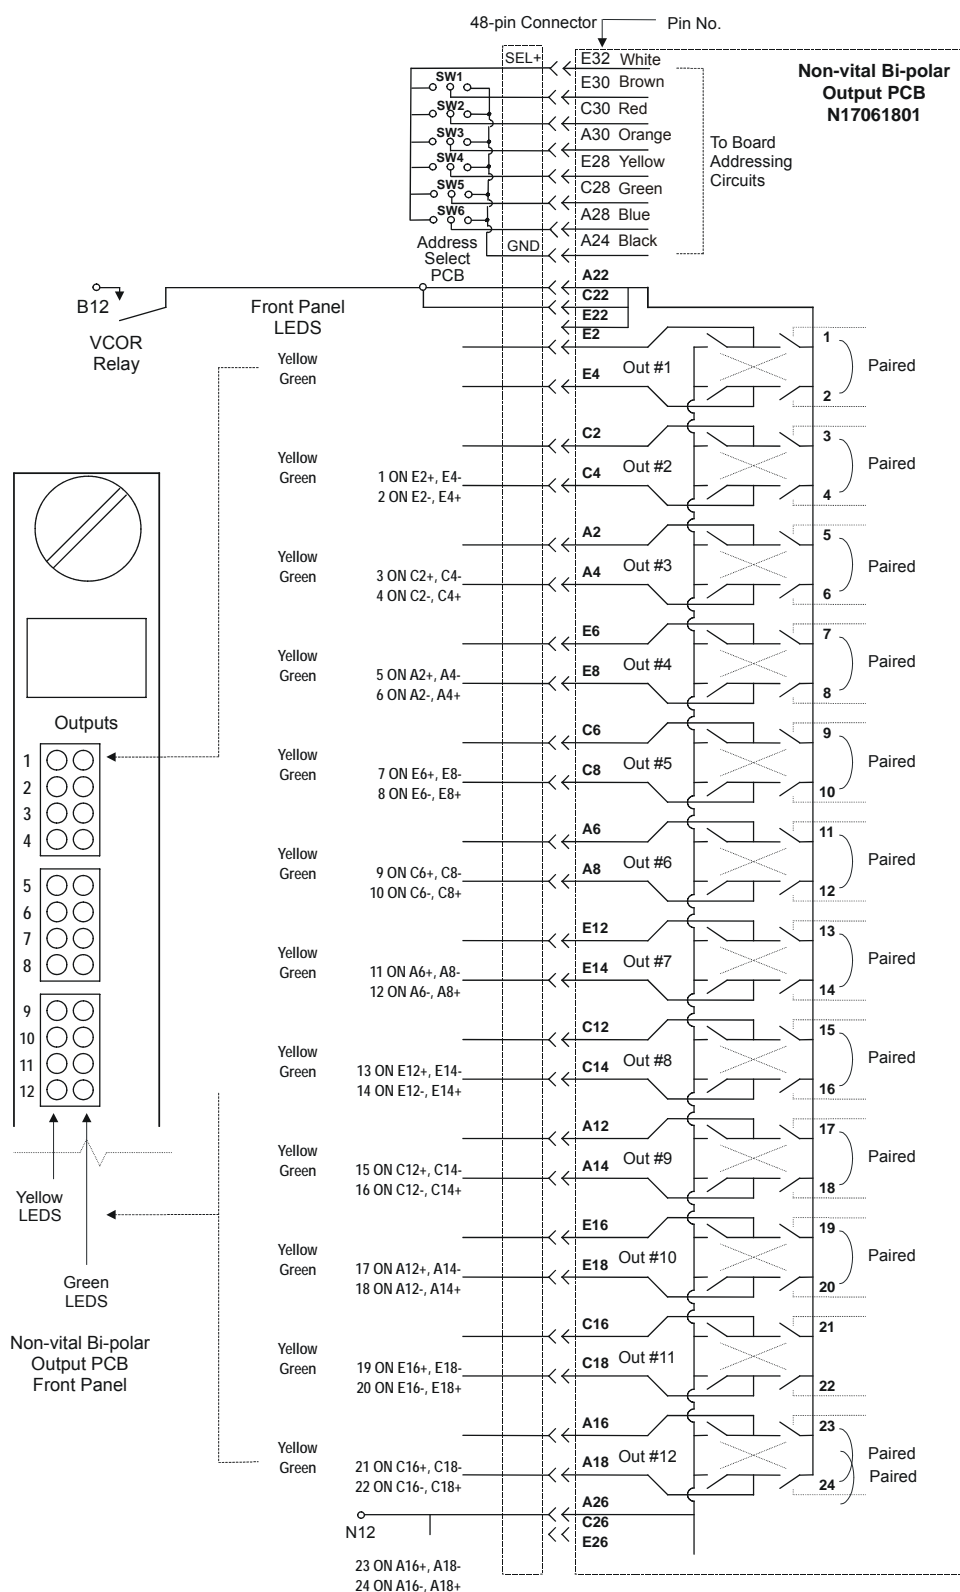 48-pin Connector
Pin No.
SEL+
E32 White
SW1
E30 Brown
SW2
C30 Red
SW3
A30 Orange
SW4
E28 Yellow
SW5
C28 Green
SW6
A28 Blue
GND
A24 Black
Address
Select
PCB
To Board
Addressing
Circuits
Non-vital Bi-polar
Output PCB
N17061801
B12
VCOR
Relay
Front Panel
LEDS
A22
C22
E22
E2
1
Yellow
Green
Out #1
Paired
E4
2
C2
3
Yellow
Green
Out #2
Paired
1 ON E2+, E4-
2 ON E2-, E4+
C4
4
A2
5
Yellow
Green
Out #3
Paired
3 ON C2+, C4-
4 ON C2-, C4+
A4
6
E6
7
Yellow
Green
Out #4
Paired
5 ON A2+, A4-
6 ON A2-, A4+
E8
8
C6
9
Yellow
Green
Out #5
Paired
7 ON E6+, E8-
8 ON E6-, E8+
C8
10
A6
11
Yellow
Green
Out #6
Paired
9 ON C6+, C8-
10 ON C6-, C8+
A8
12
E12
13
Yellow
Green
Out #7
Paired
11 ON A6+, A8-
12 ON A6-, A8+
E14
14
C12
15
Yellow
Green
Out #8
Paired
13 ON E12+, E14-
14 ON E12-, E14+
C14
16
A12
17
Yellow
Green
Out #9
Paired
15 ON C12+, C14-
16 ON C12-, C14+
A14
18
E16
19
Yellow
Green
Out #10
Paired
17 ON A12+, A14-
18 ON A12-, A14+
E18
20
C16
21
Yellow
Green
Out #11
19 ON E16+, E18-
20 ON E16-, E18+
C18
22
A16
23
Yellow
Green
Out #12
Paired
Paired
21 ON C16+, C18-
22 ON C16-, C18+
A18
24
N12
A26
C26
E26
23 ON A16+, A18-
24 ON A16-, A18+
Outputs
1
2
3
4
5
6
7
8
9
10
11
12
Yellow
LEDS
Green
LEDS
Non-vital Bi-polar
Output PCB
Front Panel